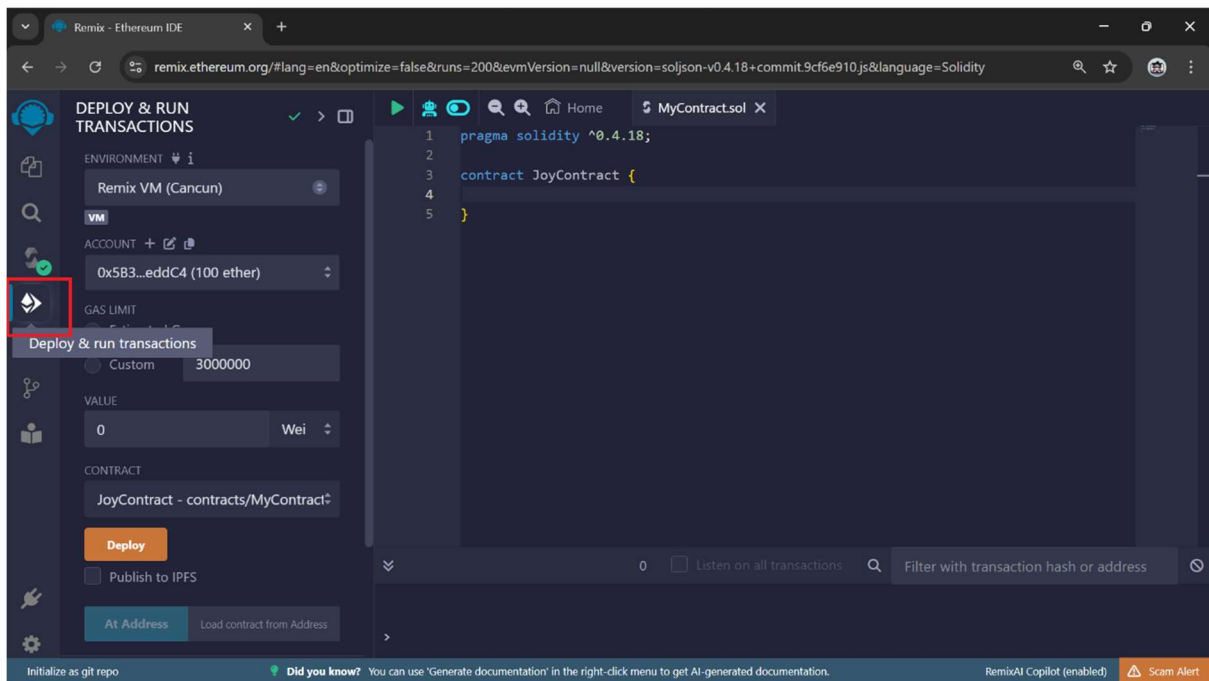 Remix - Ethereum IDE
remix.ethereum.org/#lang=en&optimize=false&runs=200&evmVersion=null&version=soljson-v0.4.18+commit.9cf6e910.js&language=Solidity
DEPLOY & RUN
TRANSACTIONS
ENVIRONMENT
Remix VM (Cancun)
VM
ACCOUNT
0x5B3...eddC4 (100 ether)
GAS LIMIT
Deploy & run transactions
Custom 3000000
VALUE
0 Wei
CONTRACT
JoyContract - contracts/MyContract
Deploy
Publish to IPFS
At Address Load contract from Address
Home MyContract.sol
1 pragma solidity ^0.4.18;
2
3 contract JoyContract {
4
5 }
0 Listen on all transactions Filter with transaction hash or address
>
Initialize as git repo Did you know? You can use 'Generate documentation' in the right-click menu to get AI-generated documentation. RemixAI Copilot (enabled) Scam Alert